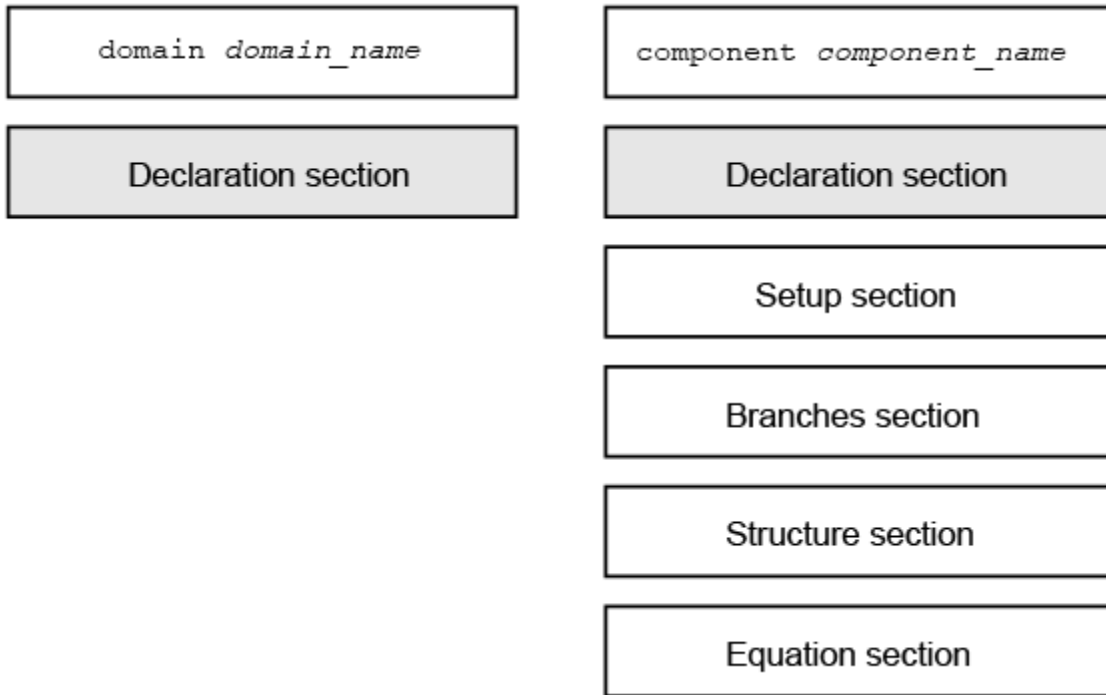 domain domain_name
component component_name
Declaration section
Declaration section
Setup section
Branches section
Structure section
Equation section